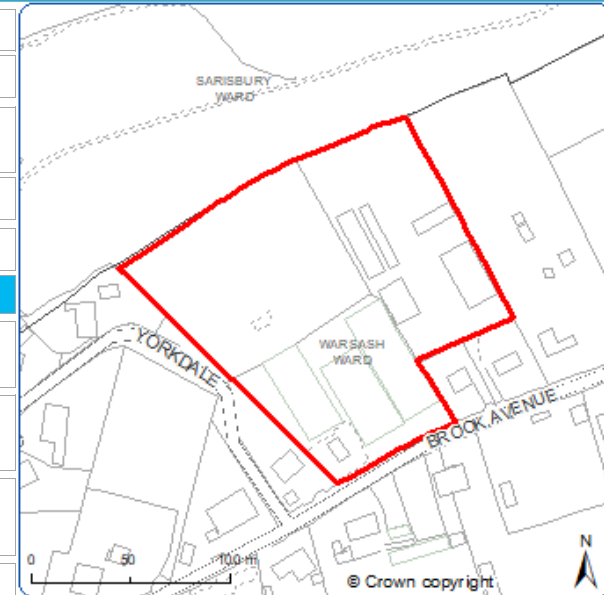 SARISBURY
WARD
YORKDALE
WARSASH
WARD
BROOK AVENUE
0 50 100 m
N
© Crown copyright